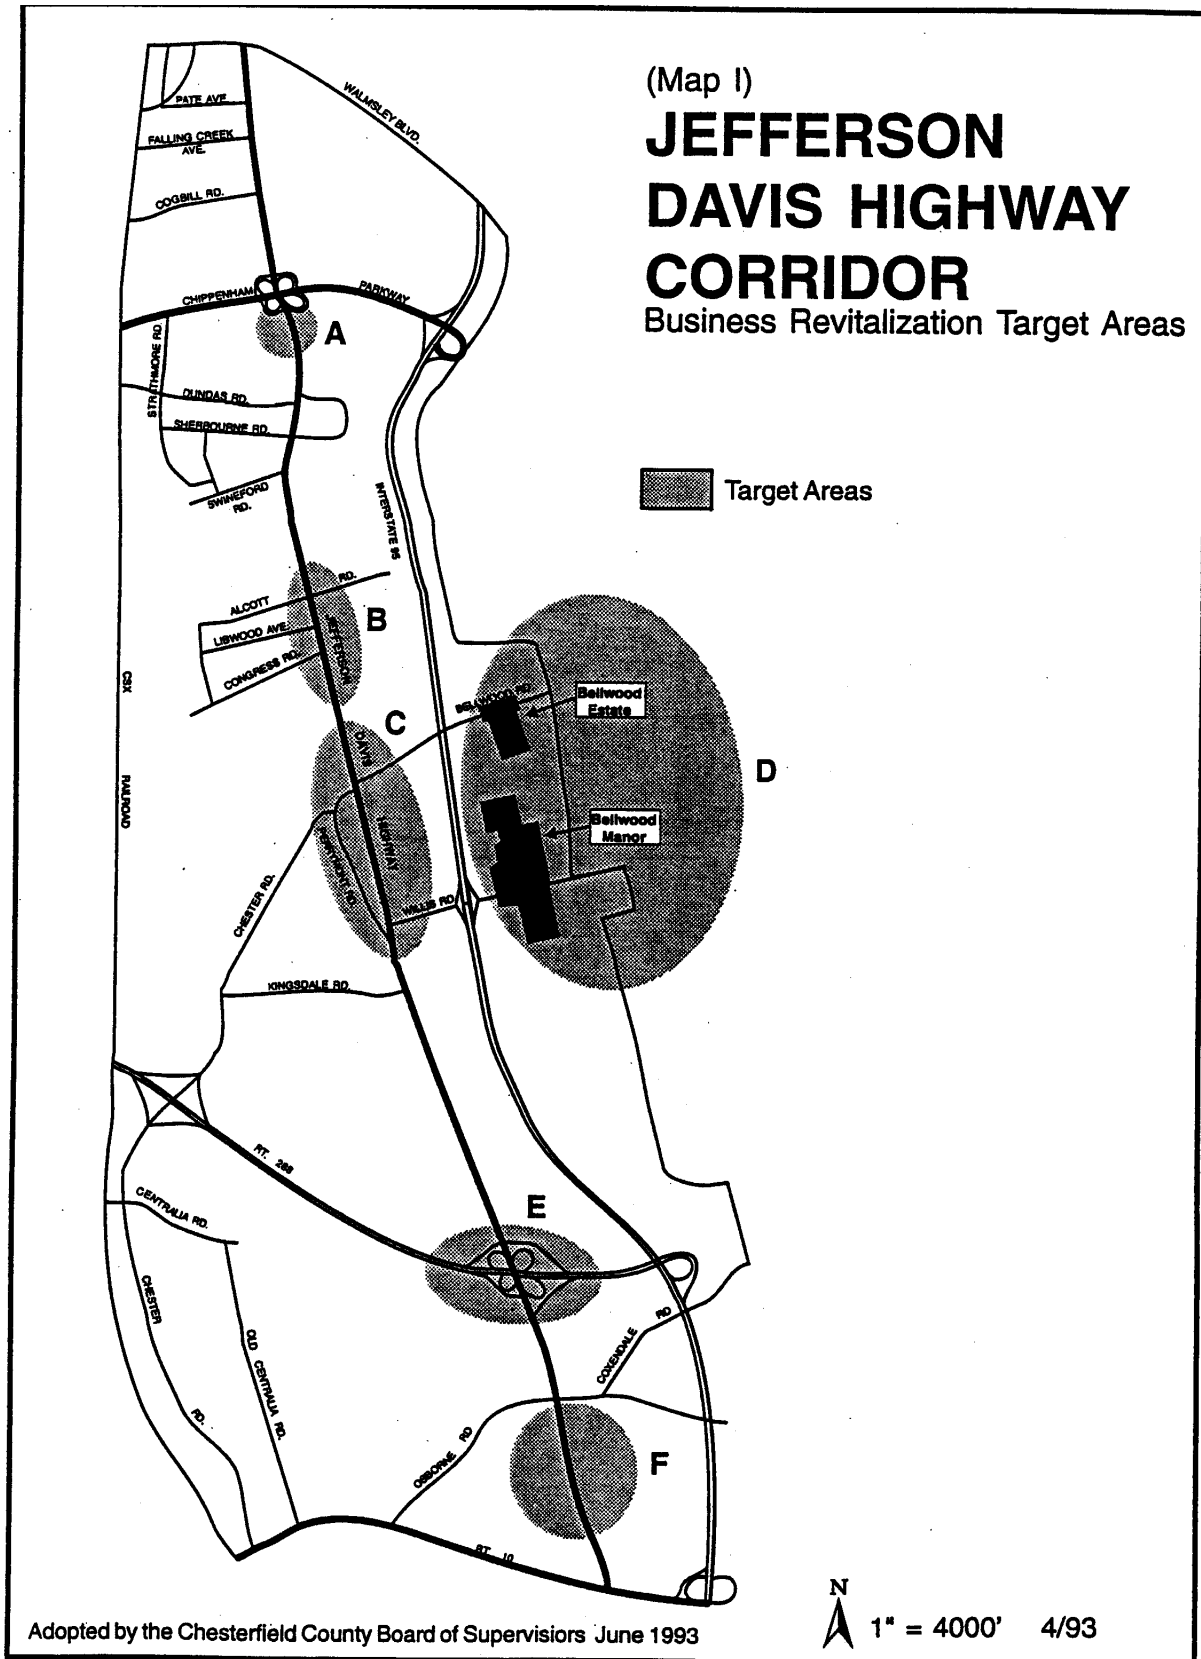 (Map I)
JEFFERSON
DAVIS HIGHWAY
CORRIDOR
Business Revitalization Target Areas
WALMSLEY BLVD.
PATE AVE
FALLING CREEK
AVE.
COGBILL RD.
CHIPPENHAM
PARKWAY
A
STRATHMORE RD.
DUNDAS RD.
SHERBOURNE RD.
SWINEFORD
RD.
INTERSTATE 95
Target Areas
ALCOTT
RD.
B
LIBWOOD AVE.
CONGRESS RD.
JEFFERSON
CSX
RAILROAD
BELLWOOD RD.
Bellwood
Estate
C
DAVIS
D
HIGHWAY
Bellwood
Manor
PERRYMONT RD.
CHESTER RD.
WILLIS RD.
KINGSDALE RD.
RT. 288
CENTRALIA RD.
E
CHESTER
RD.
OLD CENTRALIA RD.
COXENDALE
RD
OSBORNE RD
F
RT. 10
N
1" = 4000' 4/93
Adopted by the Chesterfield County Board of Supervisiors June 1993